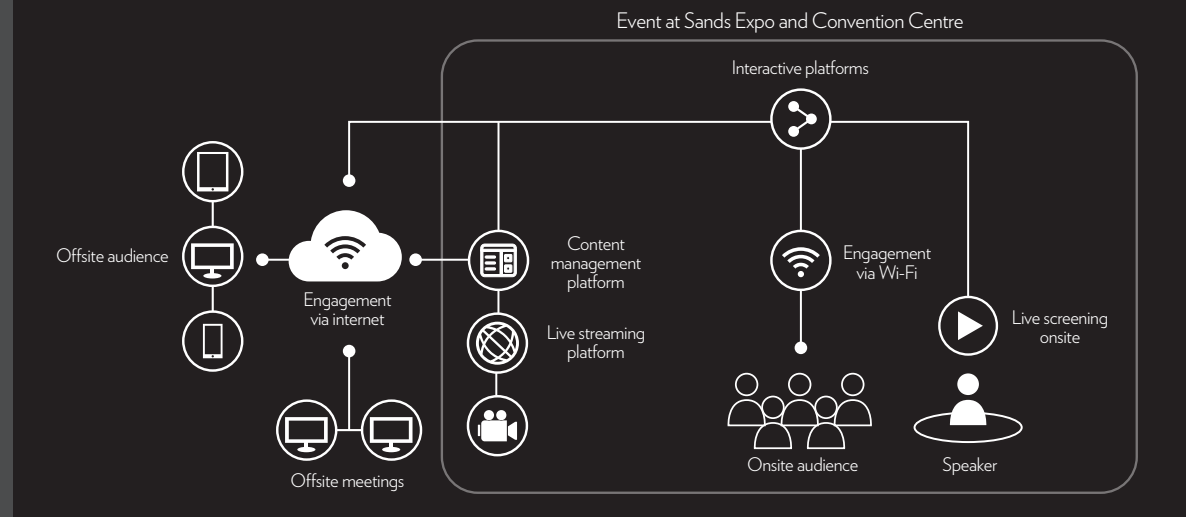 Event at Sands Expo and Convention Centre
Interactive platforms
Offsite audience
Engagement
via internet
Content
management
platform
Engagement
via Wi-Fi
Live streaming
platform
Live screening
onsite
Offsite meetings
Onsite audience
Speaker